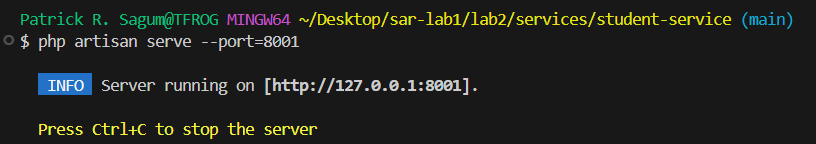 Patrick R. Sagum@TFROG MINGW64 ~/Desktop/sar-lab1/lab2/services/student-service (main)
$ php artisan serve --port=8001
INFO Server running on [http://127.0.0.1:8001].
Press Ctrl+C to stop the server